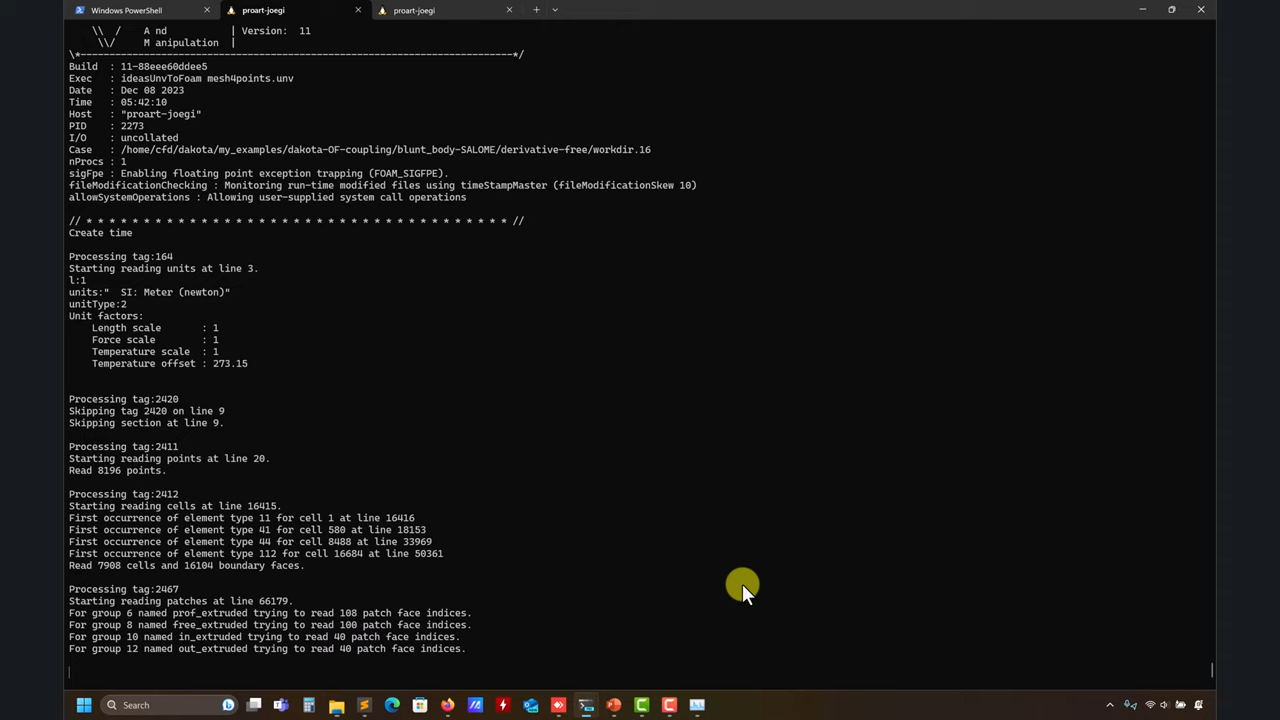 Windows PowerShell
proart-joegi
proart-joegi
\\  /    A nd           | Version:  11
\\/     M anipulation  |
\*---------------------------------------------------------------------------*/
Build  : 11-88eee60ddee5
Exec   : ideasUnvToFoam mesh4points.unv
Date   : Dec 08 2023
Time   : 05:42:10
Host   : "proart-joegi"
PID    : 2273
I/O    : uncollated
Case   : /home/cfd/dakota/my_examples/dakota-OF-coupling/blunt_body-SALOME/derivative-free/workdir.16
nProcs : 1
sigFpe : Enabling floating point exception trapping (FOAM_SIGFPE).
fileModificationChecking : Monitoring run-time modified files using timeStampMaster (fileModificationSkew 10)
allowSystemOperations : Allowing user-supplied system call operations
// * * * * * * * * * * * * * * * * * * * * * * * * * * * * * * * * * * * * * //
Create time
Processing tag:164
Starting reading units at line 3.
l:1
units:"  SI: Meter (newton)"
unitType:2
Unit factors:
Length scale       : 1
Force scale        : 1
Temperature scale  : 1
Temperature offset : 273.15
Processing tag:2420
Skipping tag 2420 on line 9
Skipping section at line 9.
Processing tag:2411
Starting reading points at line 20.
Read 8196 points.
Processing tag:2412
Starting reading cells at line 16415.
First occurrence of element type 11 for cell 1 at line 16416
First occurrence of element type 41 for cell 580 at line 18153
First occurrence of element type 44 for cell 8488 at line 33969
First occurrence of element type 112 for cell 16684 at line 50361
Read 7908 cells and 16104 boundary faces.
Processing tag:2467
Starting reading patches at line 66179.
For group 6 named prof_extruded trying to read 108 patch face indices.
For group 8 named free_extruded trying to read 100 patch face indices.
For group 10 named in_extruded trying to read 40 patch face indices.
For group 12 named out_extruded trying to read 40 patch face indices.
Search